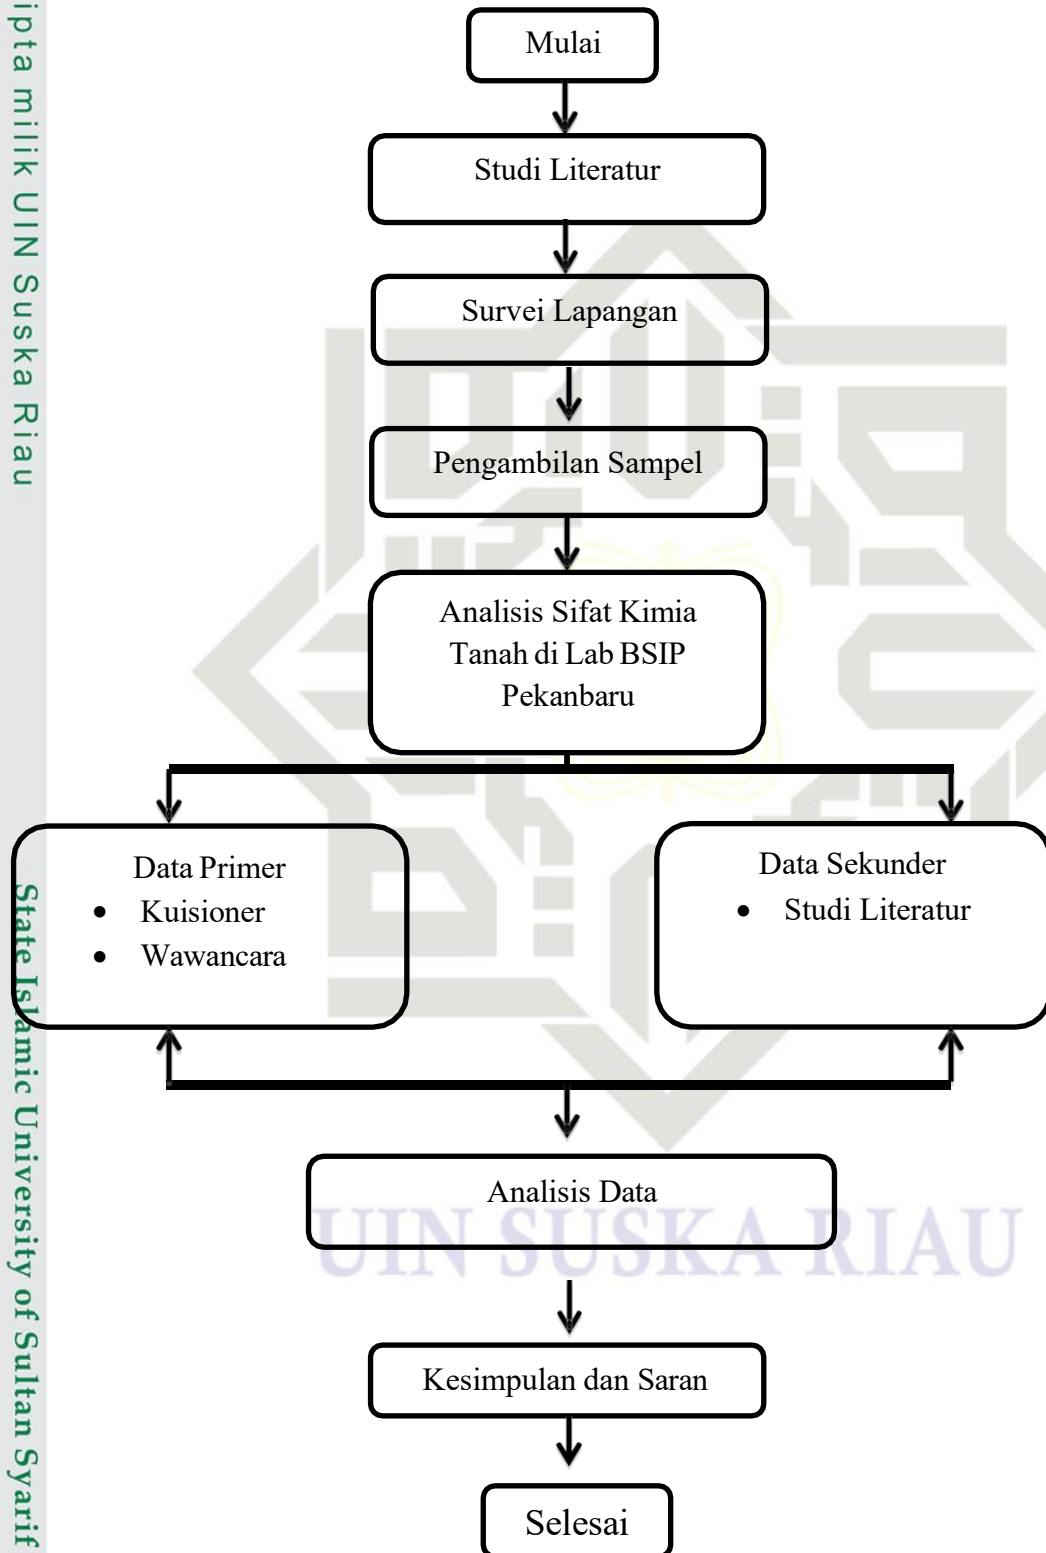 Mulai
Studi Literatur
Survei Lapangan
Pengambilan Sampel
Analisis Sifat Kimia
Tanah di Lab BSIP
Pekanbaru
Data Primer
• Kuisioner
• Wawancara
Data Sekunder
• Studi Literatur
Analisis Data
UIN SUSKA RIAU
Kesimpulan dan Saran
Selesai
milik UIN Suska Riau
State Islamic University of Sultan Syarif